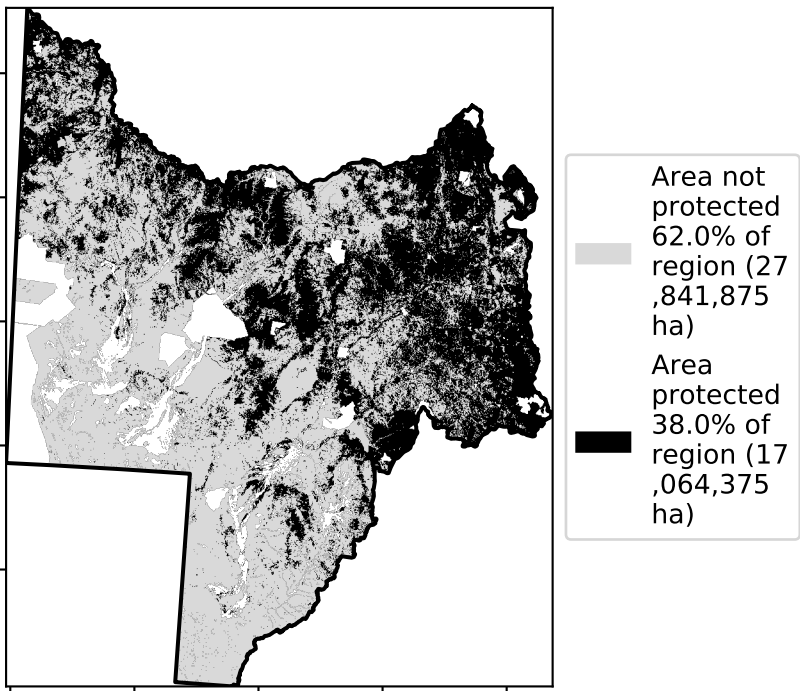 Area not
protected
62.0% of
region (27
,841,875
ha)
Area
protected
38.0% of
region (17
,064,375
ha)